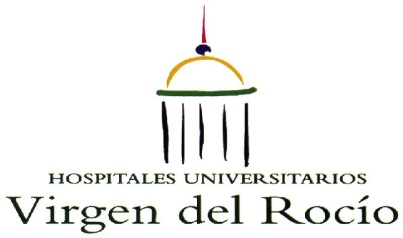 HOSPITALES UNIVERSITARIOS
Virgen del Rocío